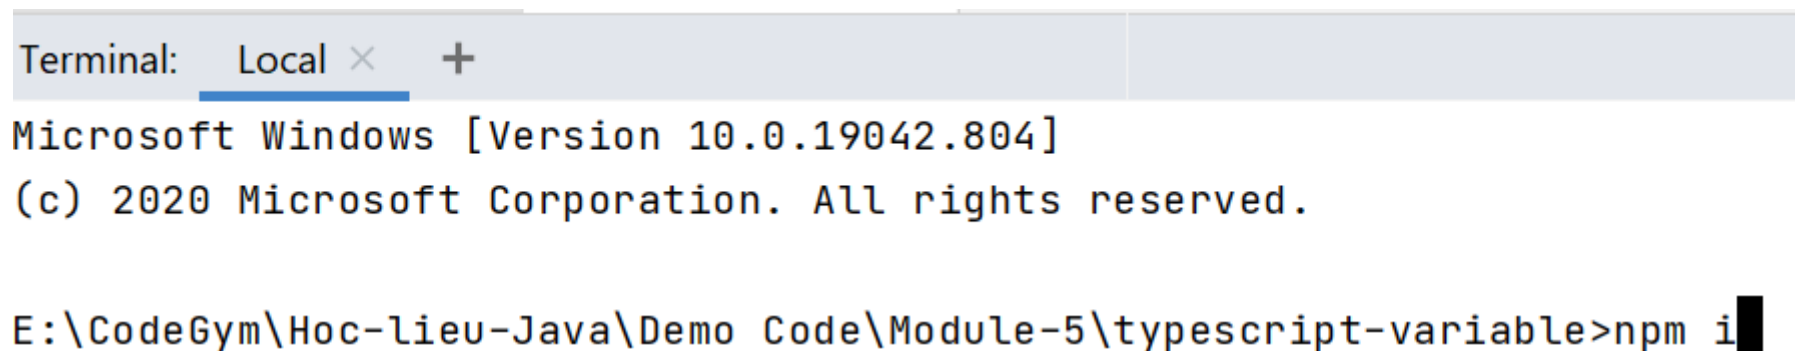 Terminal: Local × +
Microsoft Windows [Version 10.0.19042.804]
(c) 2020 Microsoft Corporation. All rights reserved.
E:\CodeGym\Hoc-lieu-Java\Demo Code\Module-5\typescript-variable>npm i